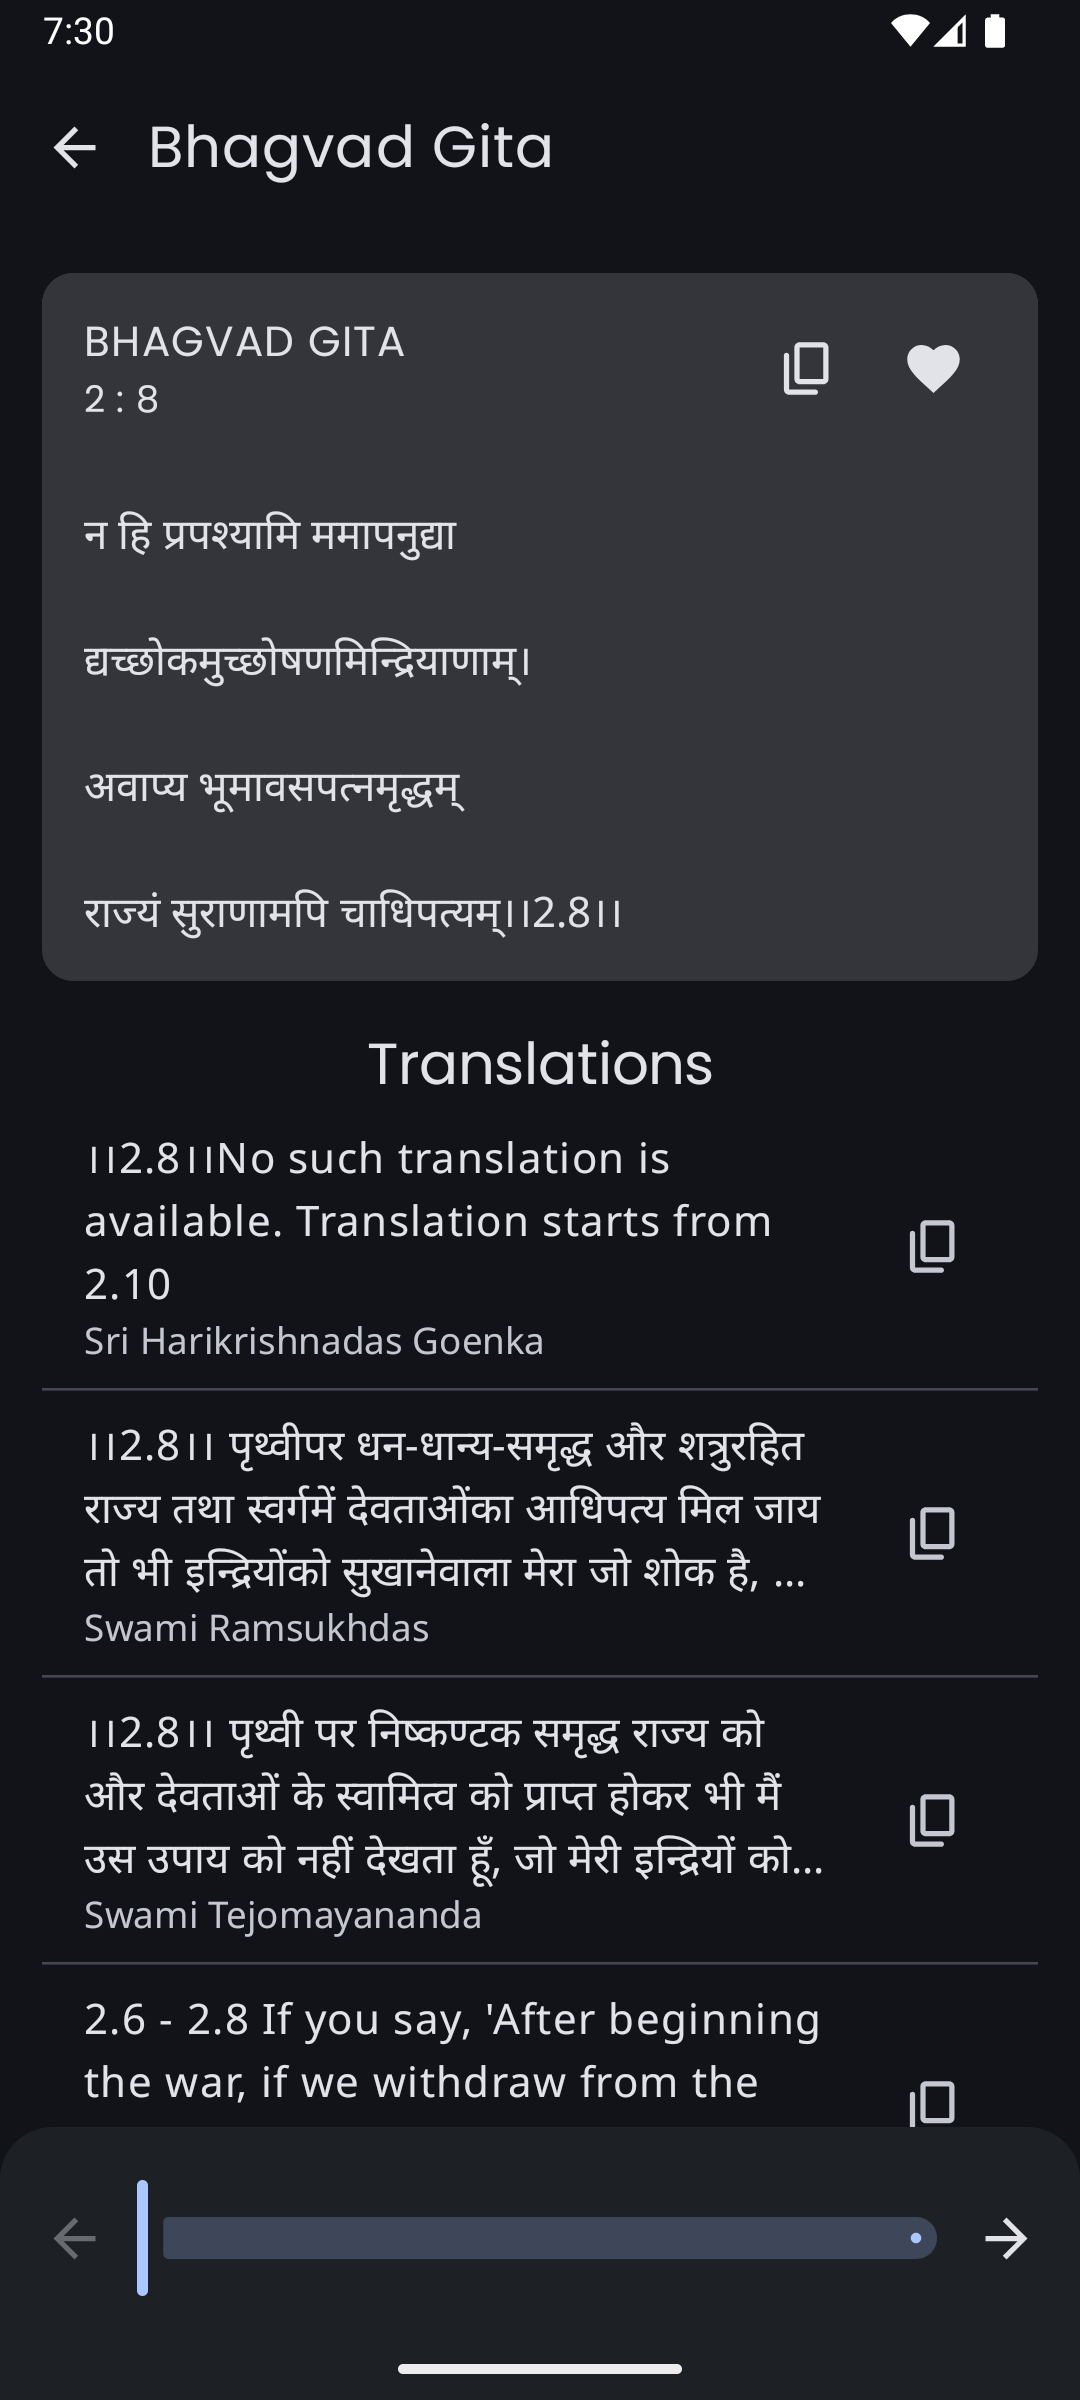 7:30
Bhagvad Gita
BHAGVAD GITA
2 : 8
न हि प्रपश्यामि ममापनुद्या
द्यच्छोकमुच्छोषणमिन्द्रियाणाम्।
अवाप्य भूमावसपत्नमृद्धम्
राज्यं सुराणामपि चाधिपत्यम्।।2.8।।
Translations
।।2.8।।No such translation is
available. Translation starts from
2.10
Sri Harikrishnadas Goenka
।।2.8।। पृथ्वीपर धन-धान्य-समृद्ध और शत्रुरहित
राज्य तथा स्वर्गमें देवताओंका आधिपत्य मिल जाय
तो भी इन्द्रियोंको सुखानेवाला मेरा जो शोक है, ...
Swami Ramsukhdas
।।2.8।। पृथ्वी पर निष्कण्टक समृद्ध राज्य को
और देवताओं के स्वामित्व को प्राप्त होकर भी मैं
उस उपाय को नहीं देखता हूँ, जो मेरी इन्द्रियों को...
Swami Tejomayananda
2.6 - 2.8 If you say, 'After beginning
the war, if we withdraw from the